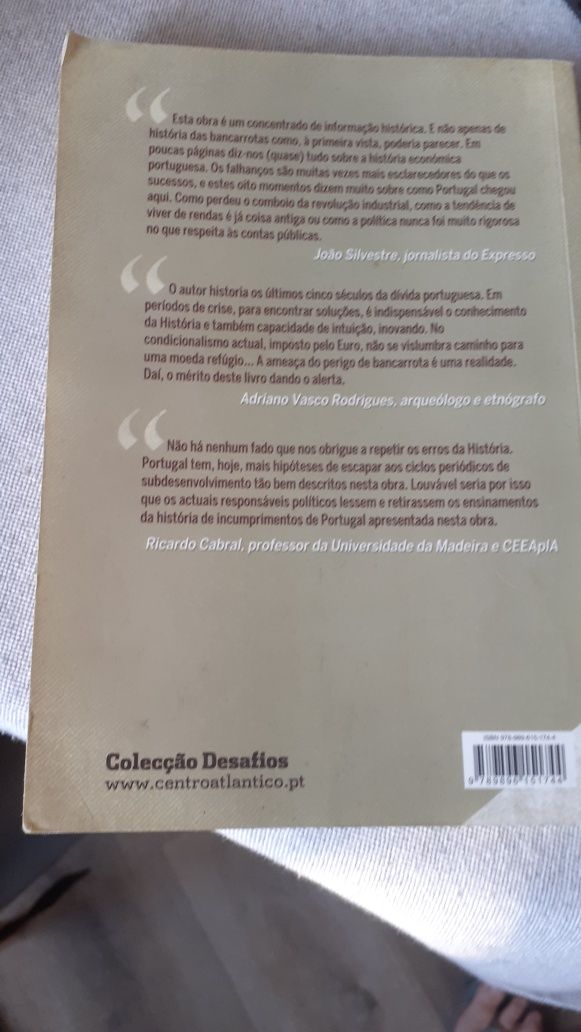 Esta obra é um concentrado de informação histórica. E não apenas de
história das bancarrotas como, à primeira vista, poderia parecer. Em
poucas páginas diz-nos (quase) tudo sobre a história económica
portuguesa. Os falhanços são muitas vezes mais esclarecedores do que os
sucessos, e estes oito momentos dizem muito sobre como Portugal chegou
aqui. Como perdeu o comboio da revolução industrial, como a tendência de
viver de rendas é já coisa antiga ou como a política nunca foi muito rigorosa
no que respeita às contas públicas.
João Silvestre, jornalista do Expresso
O autor historia os últimos cinco séculos da dívida portuguesa. Em
períodos de crise, para encontrar soluções, é indispensável o conhecimento
da História e também capacidade de intuição, inovando. No
condicionalismo actual, imposto pelo Euro, não se vislumbra caminho para
uma moeda refúgio... A ameaça do perigo de bancarrota é uma realidade.
Daí, o mérito deste livro dando o alerta.
Adriano Vasco Rodrigues, arqueólogo e etnógrafo
Não há nenhum fado que nos obrigue a repetir os erros da História.
Portugal tem, hoje, mais hipóteses de escapar aos ciclos periódicos de
subdesenvolvimento tão bem descritos nesta obra. Louvável seria por isso
que os actuais responsáveis políticos lessem e retirassem os ensinamentos
da história de incumprimentos de Portugal apresentada nesta obra.
Ricardo Cabral, professor da Universidade da Madeira e CEEAplA
Colecção Desafios
www.centroatlantico.pt
ISBN 978-989-615-174-4
9 789896 151744